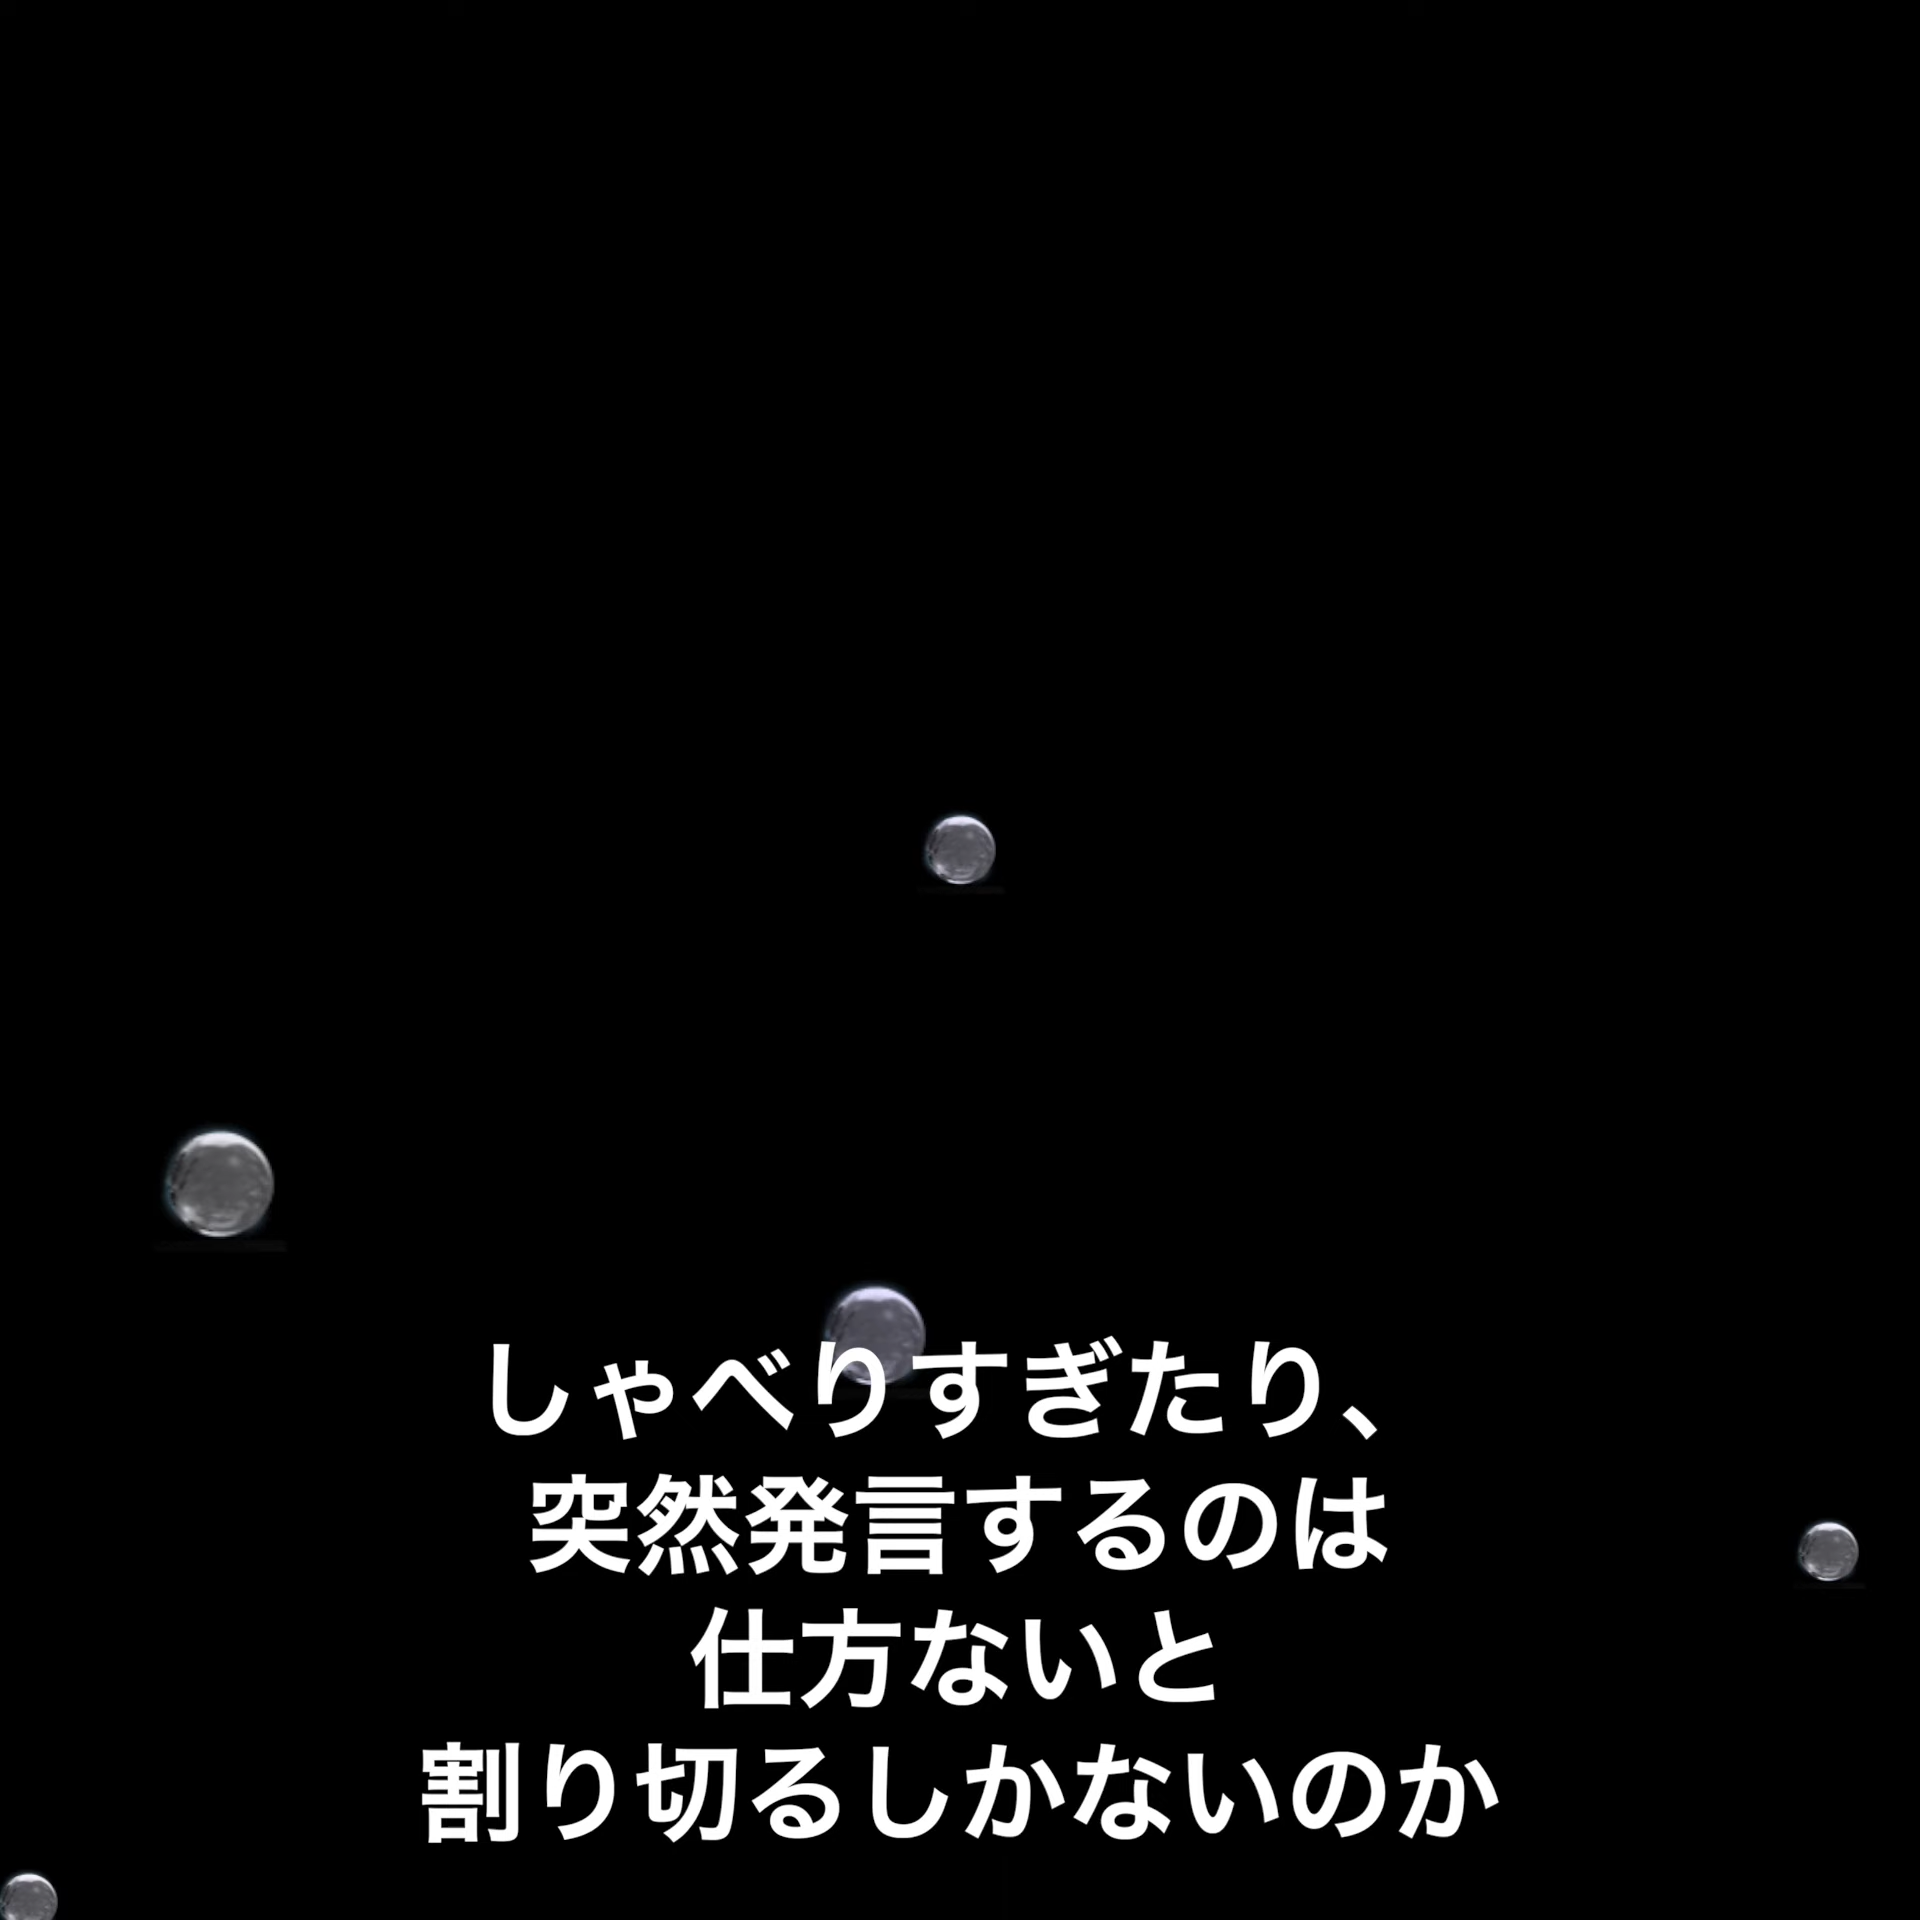 しゃべりすぎたり、
突然発言するのは
仕方ないと
割り切るしかないのか